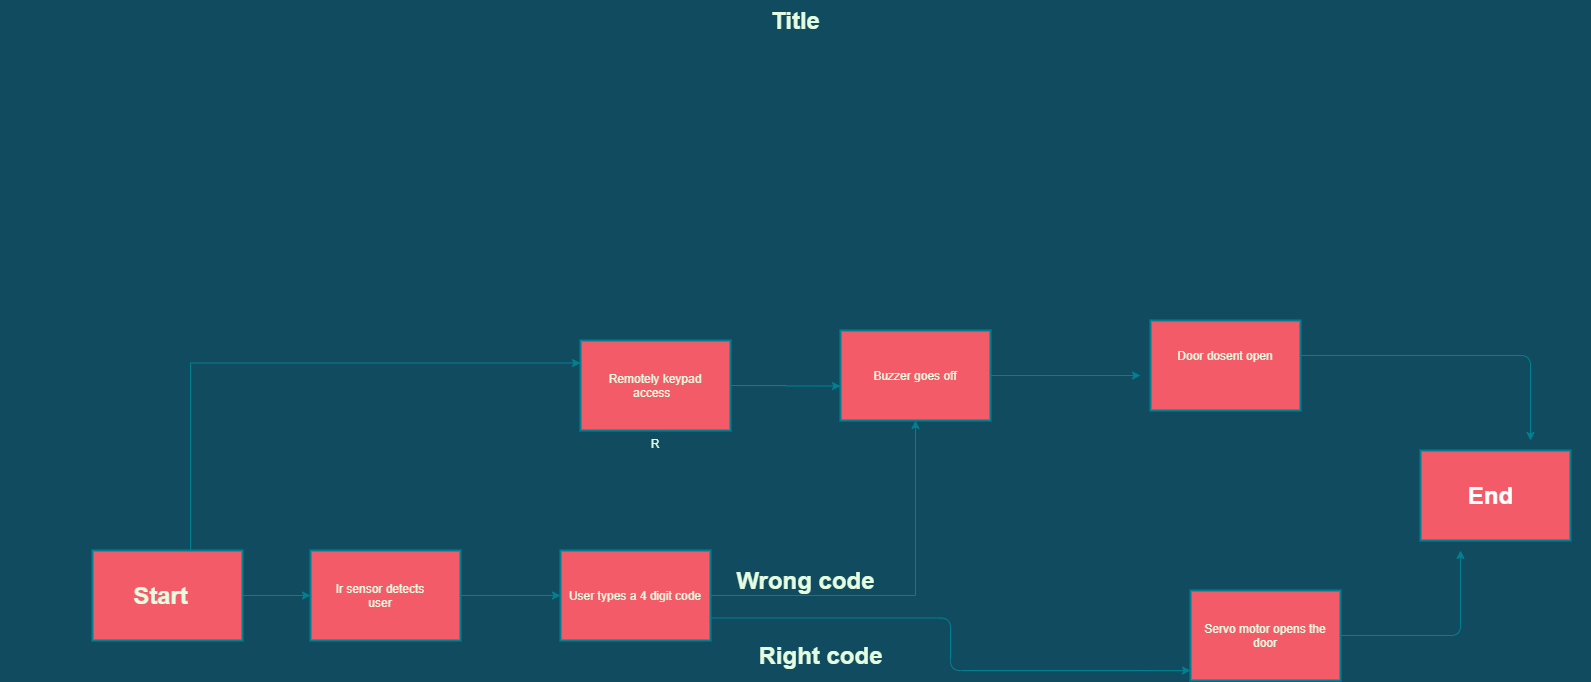 Title
Door dosent open
Remotely keypad
access
Buzzer goes off
R
End
Start
Ir sensor detects
user
User types a 4 digit code
Wrong code
Right code
Servo motor opens the
door